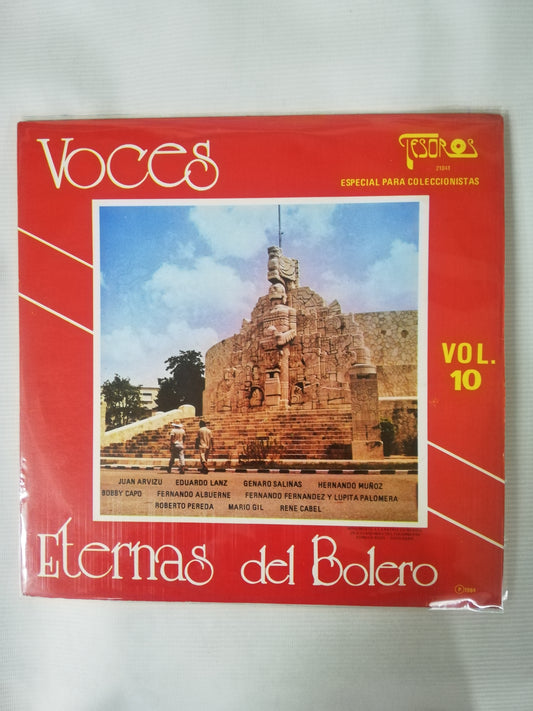 Voces
TESOROS
21041
ESPECIAL PARA COLECCIONISTAS
VOL.
10
JUAN ARVIZU EDUARDO LANZ GENARO SALINAS HERNANDO MUÑOZ
BOBBY CAPO FERNANDO ALBUERNE FERNANDO FERNANDEZ Y LUPITA PALOMERA
ROBERTO PEREDA MARIO GIL RENE CABEL
Eternas del Bolero